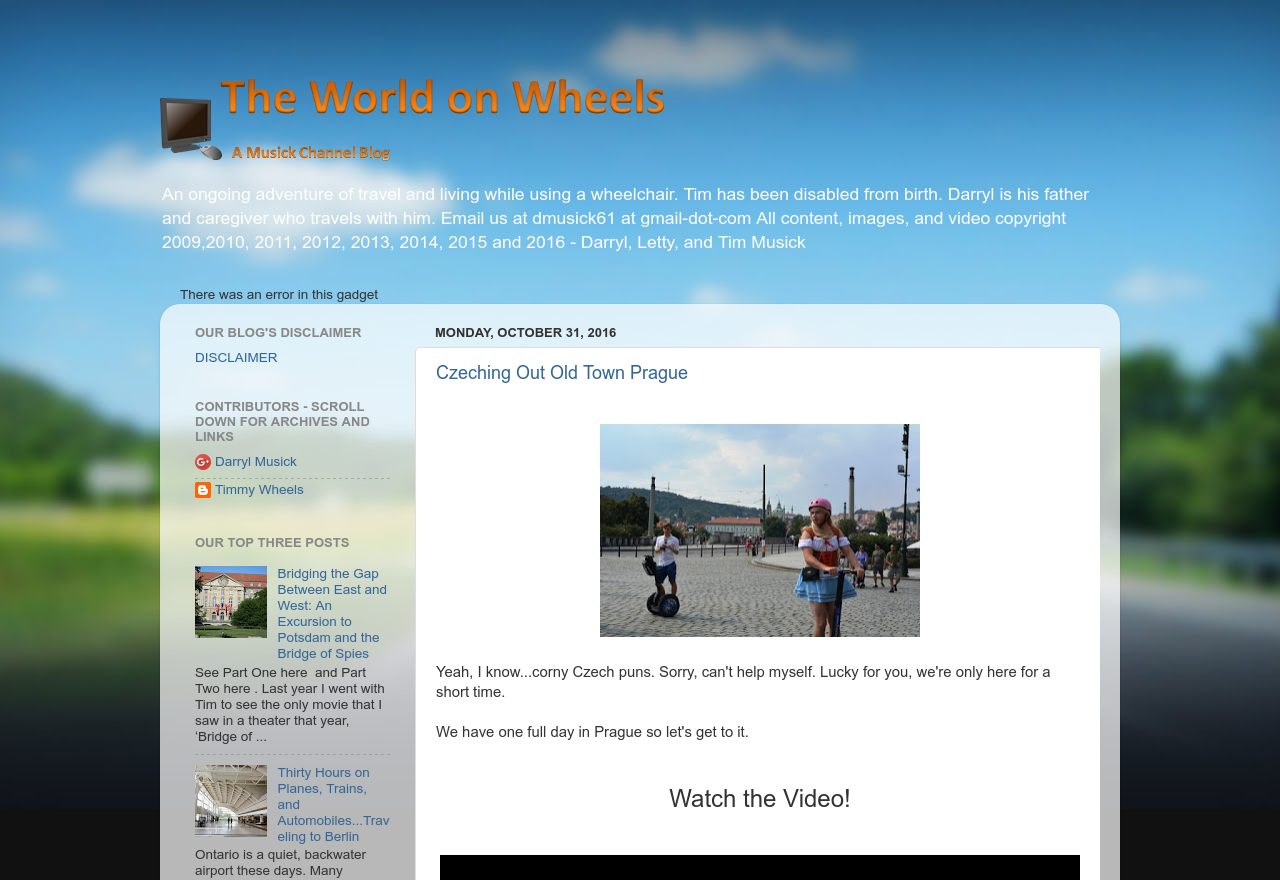 The World on Wheels
A Musick Channel Blog
An ongoing adventure of travel and living while using a wheelchair. Tim has been disabled from birth. Darryl is his father
and caregiver who travels with him. Email us at dmusick61 at gmail-dot-com All content, images, and video copyright
2009,2010, 2011, 2012, 2013, 2014, 2015 and 2016 - Darryl, Letty, and Tim Musick
There was an error in this gadget
OUR BLOG'S DISCLAIMER
DISCLAIMER
CONTRIBUTORS - SCROLL
DOWN FOR ARCHIVES AND
LINKS
Darryl Musick
Timmy Wheels
OUR TOP THREE POSTS
Bridging the Gap
Between East and
West: An
Excursion to
Potsdam and the
Bridge of Spies
See Part One here  and Part
Two here . Last year I went with
Tim to see the only movie that I
saw in a theater that year,
'Bridge of ...
Thirty Hours on
Planes, Trains,
and
Automobiles...Trav
eling to Berlin
Ontario is a quiet, backwater
airport these days. Many
MONDAY, OCTOBER 31, 2016
Czeching Out Old Town Prague
Yeah, I know...corny Czech puns. Sorry, can't help myself. Lucky for you, we're only here for a
short time.
We have one full day in Prague so let's get to it.
Watch the Video!